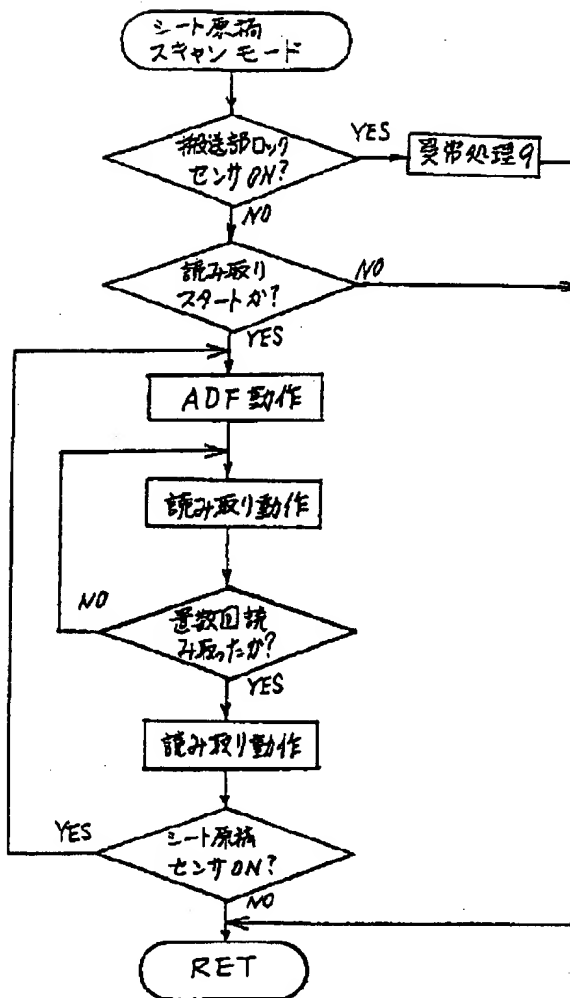 シート原稿
スキャンモード
搬送部ロック
センサON?
YES
異常処理9
NO
読み取り
スタートか?
NO
YES
ADF動作
読み取り動作
NO
置数回読
み取ったか?
YES
読み取り動作
YES
シート原稿
センサON?
NO
RET